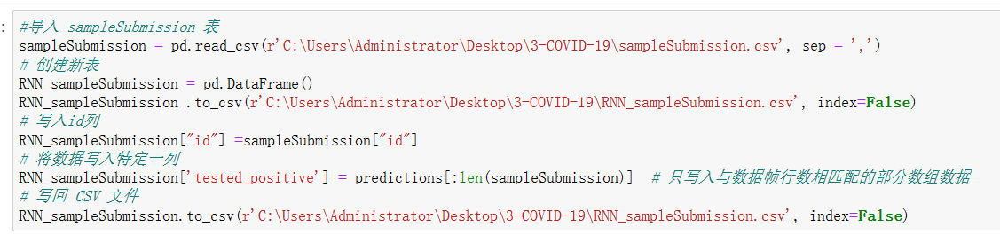 : #导入 sampleSubmission 表
sampleSubmission = pd.read_csv(r'C:\Users\Administrator\Desktop\3-COVID-19\sampleSubmission.csv', sep = ',')
# 创建新表
RNN_sampleSubmission = pd.DataFrame()
RNN_sampleSubmission .to_csv(r'C:\Users\Administrator\Desktop\3-COVID-19\RNN_sampleSubmission.csv', index=False)
# 写入id列
RNN_sampleSubmission["id"] =sampleSubmission["id"]
# 将数据写入特定一列
RNN_sampleSubmission['tested_positive'] = predictions[:len(sampleSubmission)]  # 只写入与数据帧行数相匹配的部分数组数据
# 写回 CSV 文件
RNN_sampleSubmission.to_csv(r'C:\Users\Administrator\Desktop\3-COVID-19\RNN_sampleSubmission.csv', index=False)